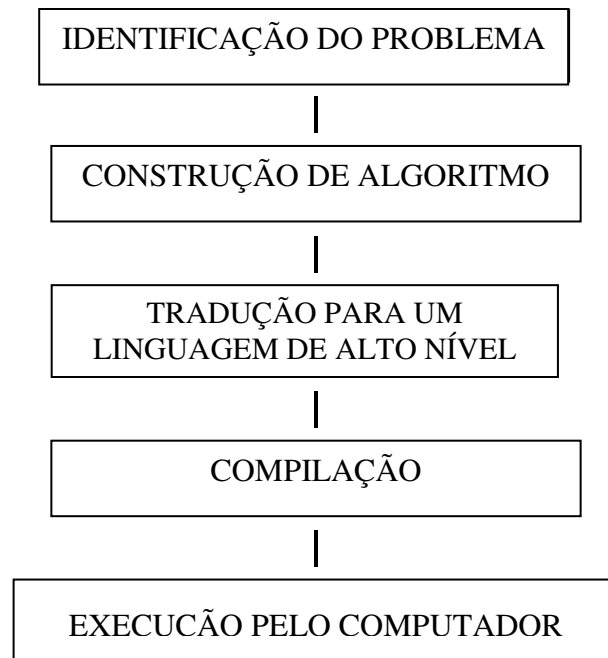 IDENTIFICAÇÃO DO PROBLEMA
CONSTRUÇÃO DE ALGORITMO
TRADUÇÃO PARA UM
LINGUAGEM DE ALTO NÍVEL
COMPILAÇÃO
EXECUCÃO PELO COMPUTADOR